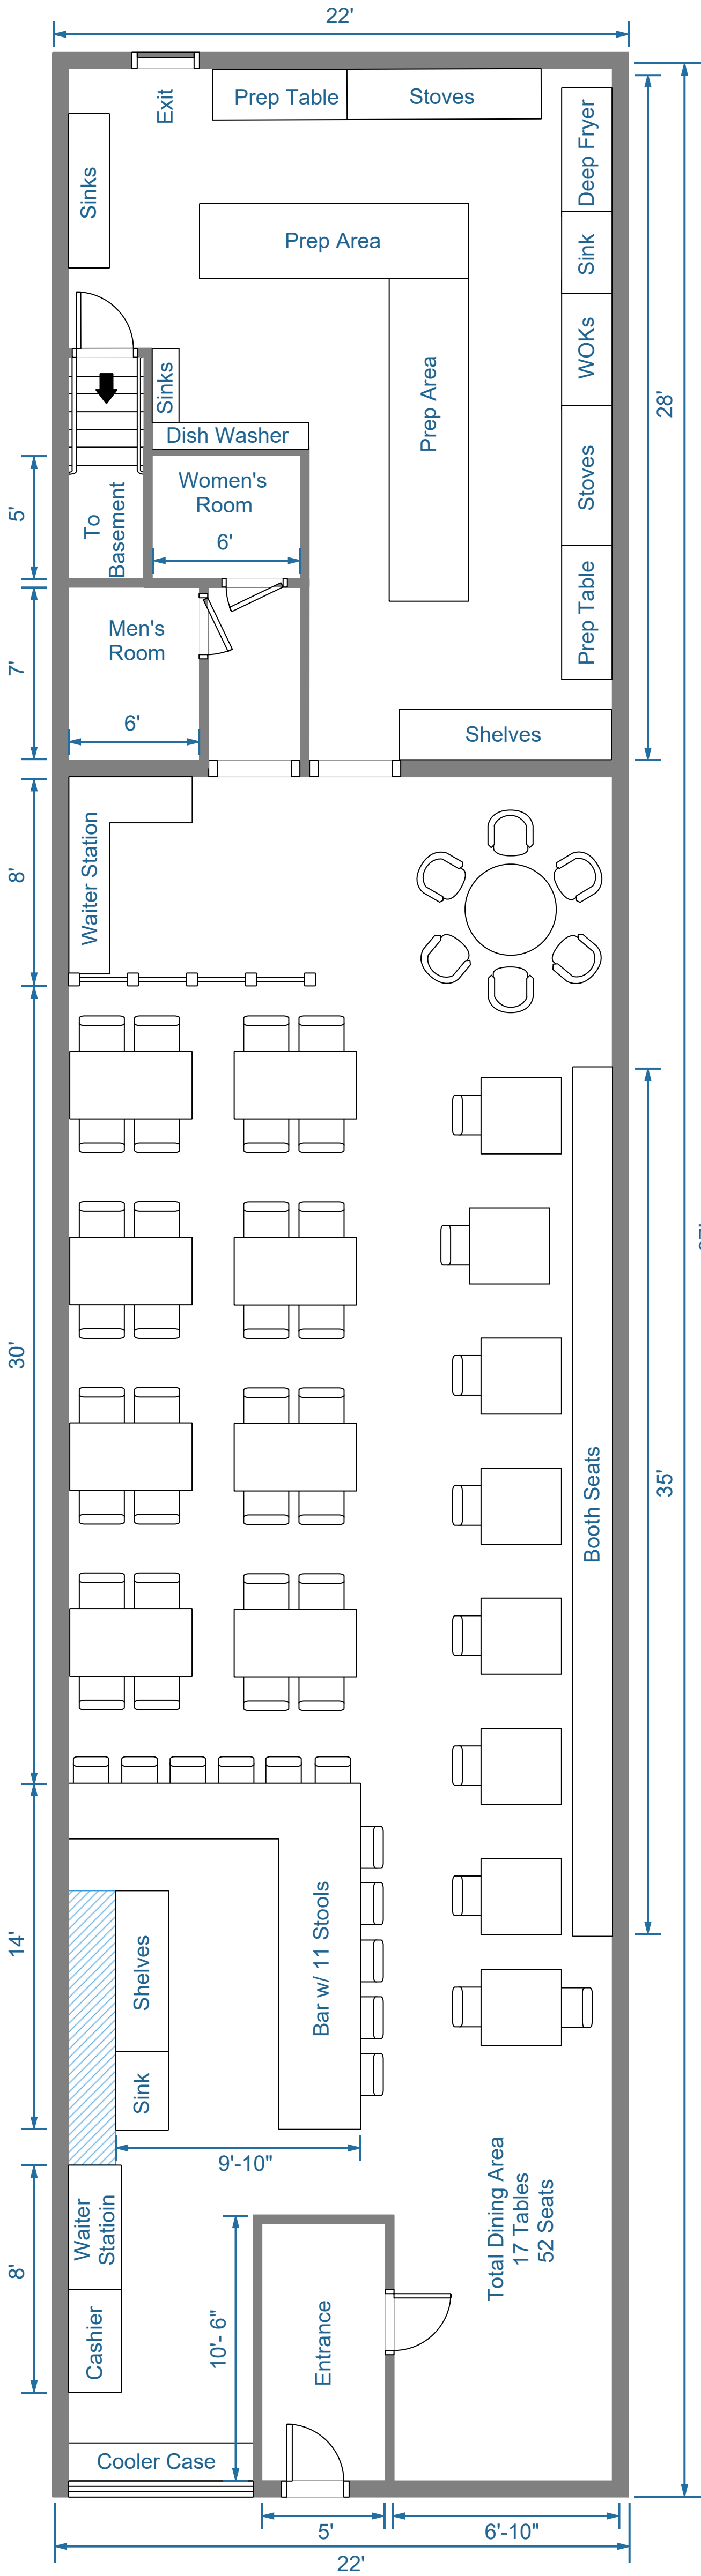 22'
Exit
Prep Table
Stoves
Deep Fryer
Sinks
Sink
Prep Area
WOKs
Sinks
Prep Area
28'
Dish Washer
Stoves
Women's
Room
5'
To
Basement
6'
Prep Table
Men's
Room
7'
6'
Shelves
Waiter Station
8'
30'
35'
Booth Seats
Bar w/ 11 Stools
14'
Shelves
Sink
9'-10"
Total Dining Area
17 Tables
52 Seats
Waiter
Statioin
8'
10'- 6"
Cashier
Entrance
Cooler Case
5'
6'-10"
22'